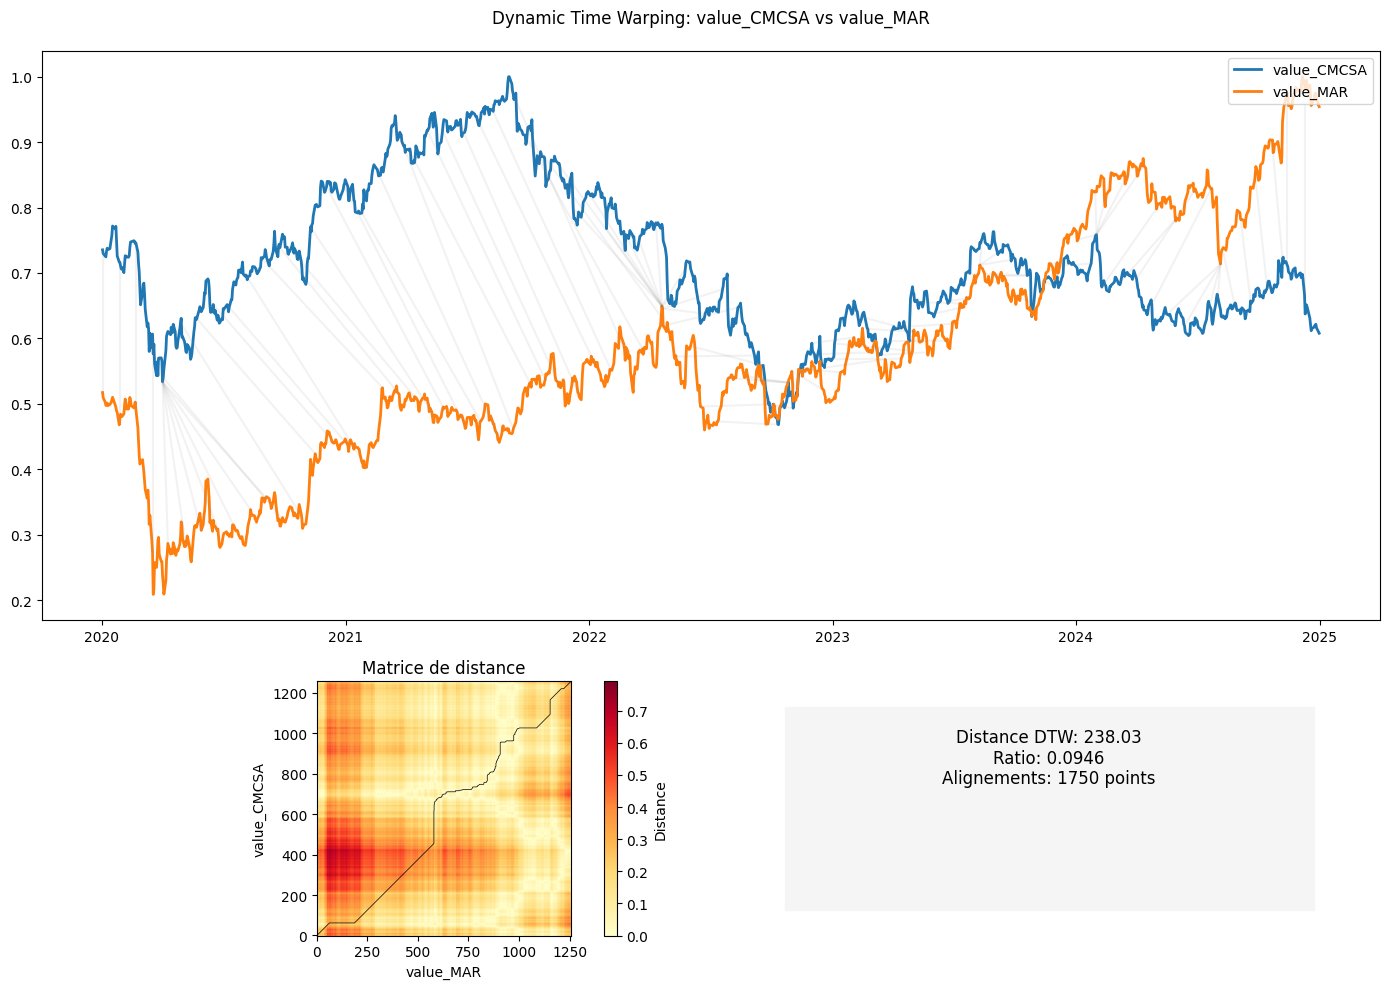 Dynamic Time Warping: value_CMCSA vs value_MAR
value_CMCSA
value_MAR
1.0
0.9
0.8
0.7
0.6
0.5
0.4
0.3
0.2
2020 2021 2022 2023 2024 2025
Matrice de distance
value_CMCSA
1200
1000
800
600
400
200
0
0 250 500 750 1000 1250
value_MAR
0.7
0.6
0.5
0.4
0.3
0.2
0.1
0.0
Distance
Distance DTW: 238.03
Ratio: 0.0946
Alignements: 1750 points